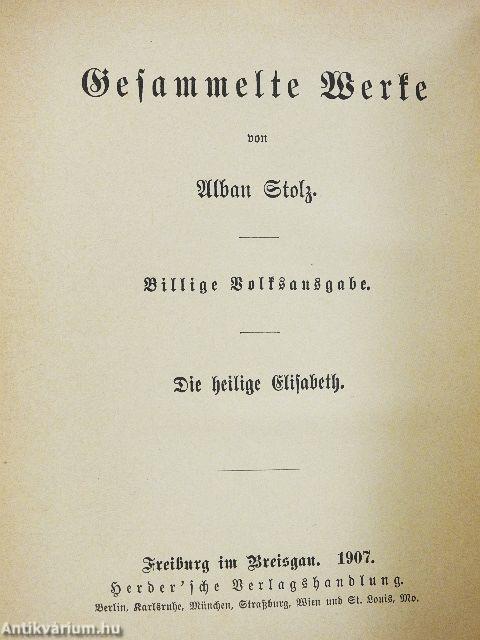 Gesammelte Werke
von
Alban Stolz.
Billige Volksausgabe.
Die heilige Elisabeth.
Freiburg im Breisgau. 1907.
Herder'sche Verlagshandlung.
Berlin, Karlsruhe, München, Straßburg, Wien und St. Louis, Mo.
Antikvárium.hu